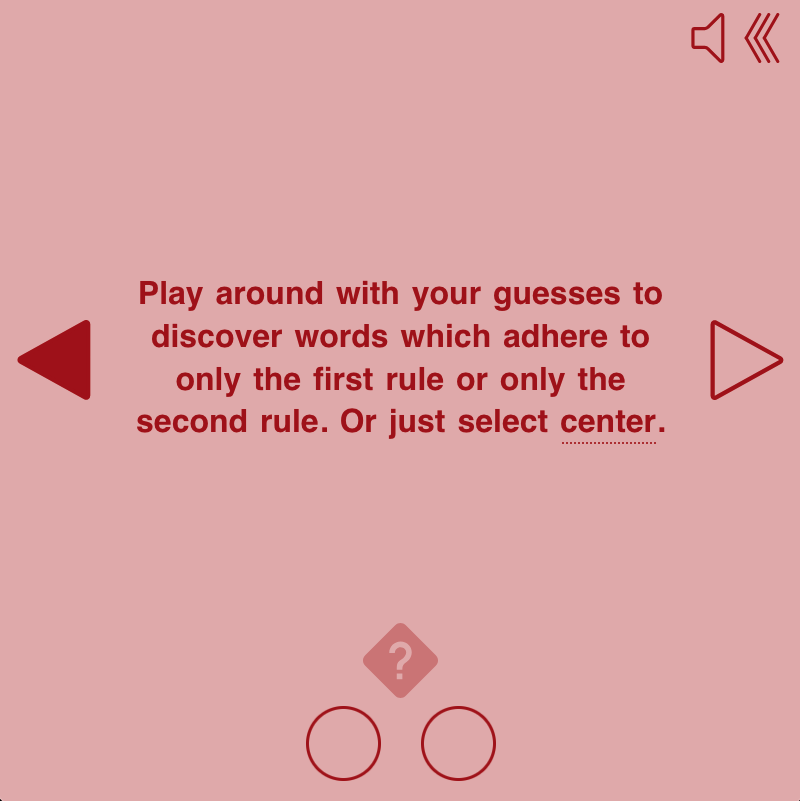 Play around with your guesses to
discover words which adhere to
only the first rule or only the
second rule. Or just select center.
?